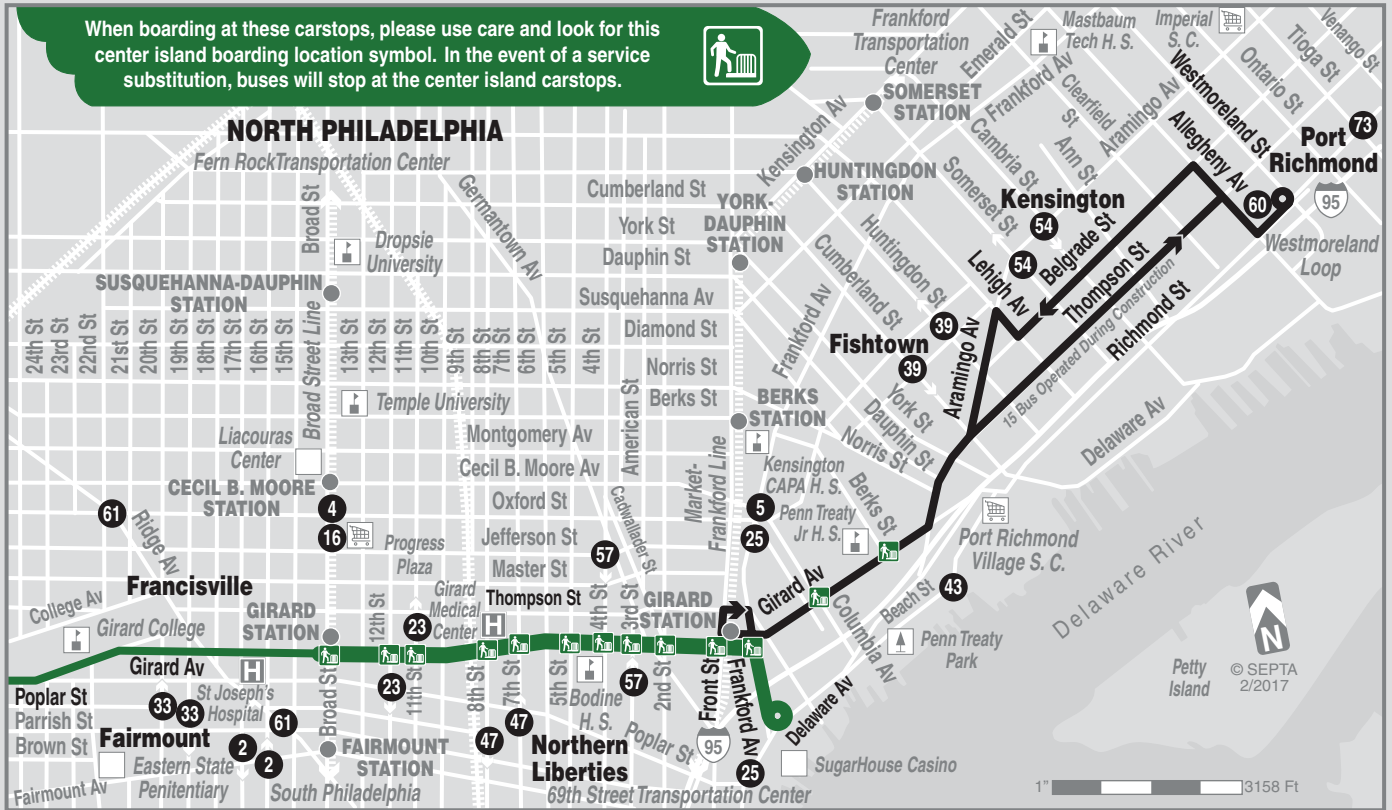 When boarding at these carstops, please use care and look for this
center island boarding location symbol. In the event of a service
substitution, buses will stop at the center island carstops.
Frankford
Transportation
Center
Emerald St
Mastbaum
Tech H. S.
Imperial
S. C.
Venango St
Tioga St
Ontario St
Westmoreland St
Frankford Av
Clearfield
St
Aramingo Av
Allegheny Av
SOMERSET
STATION
Kensington Av
Cambria St
Ann St
73
Port
Richmond
95
60
Westmoreland
Loop
NORTH PHILADELPHIA
Fern RockTransportation Center
Germantown Av
Broad St
Cumberland St
York St
Dauphin St
HUNTINGDON
STATION
YORK-
DAUPHIN
STATION
Somerset St
Kensington
54
54
Huntingdon St
Cumberland St
Lehigh Av
Belgrade St
Thompson St
15 Bus Operated During Construction
Richmond St
Dropsie
University
SUSQUEHANNA-DAUPHIN
STATION
Susquehanna Av
Diamond St
Norris St
Berks St
24th St
23rd St
22nd St
21st St
20th St
19th St
18th St
17th St
16th St
15th St
Broad Street Line
13th St
12th St
11th St
10th St
9th St
8th St
7th St
6th St
5th St
4th St
American St
Frankford Av
39
Fishtown
39
Aramingo Av
York St
Dauphin St
Norris St
Delaware Av
Temple University
BERKS
STATION
Liacouras
Center
Montgomery Av
Cecil B. Moore Av
Oxford St
Jefferson St
Master St
Thompson St
Cadwallader St
Market-
Frankford Line
Kensington
CAPA H. S.
Penn Treaty
Jr H. S.
Berks St
CECIL B. MOORE
STATION
4
16
Progress
Plaza
61
Ridge Av
5
25
57
Port Richmond
Village S. C.
Delaware River
Francisville
College Av
Girard College
GIRARD
STATION
12th St
23
Girard
Medical
Center
H
4th St
3rd St
GIRARD
STATION
Girard Av
Columbia Av
Beach St
43
Penn Treaty
Park
N
© SEPTA
2/2017
Petty
Island
Girard Av
Poplar St
Parrish St
Brown St
Fairmount Av
33
33
H
St Joseph's
Hospital
61
2
2
Fairmount
Eastern State
Penitentiary
Broad St
FAIRMOUNT
STATION
South Philadelphia
23
11th St
8th St
7th St
47
47
5th St
Bodine
H. S.
57
2nd St
Northern
Liberties
Poplar St
Front St
Frankford Av
95
25
Delaware Av
SugarHouse Casino
69th Street Transportation Center
1"
3158 Ft